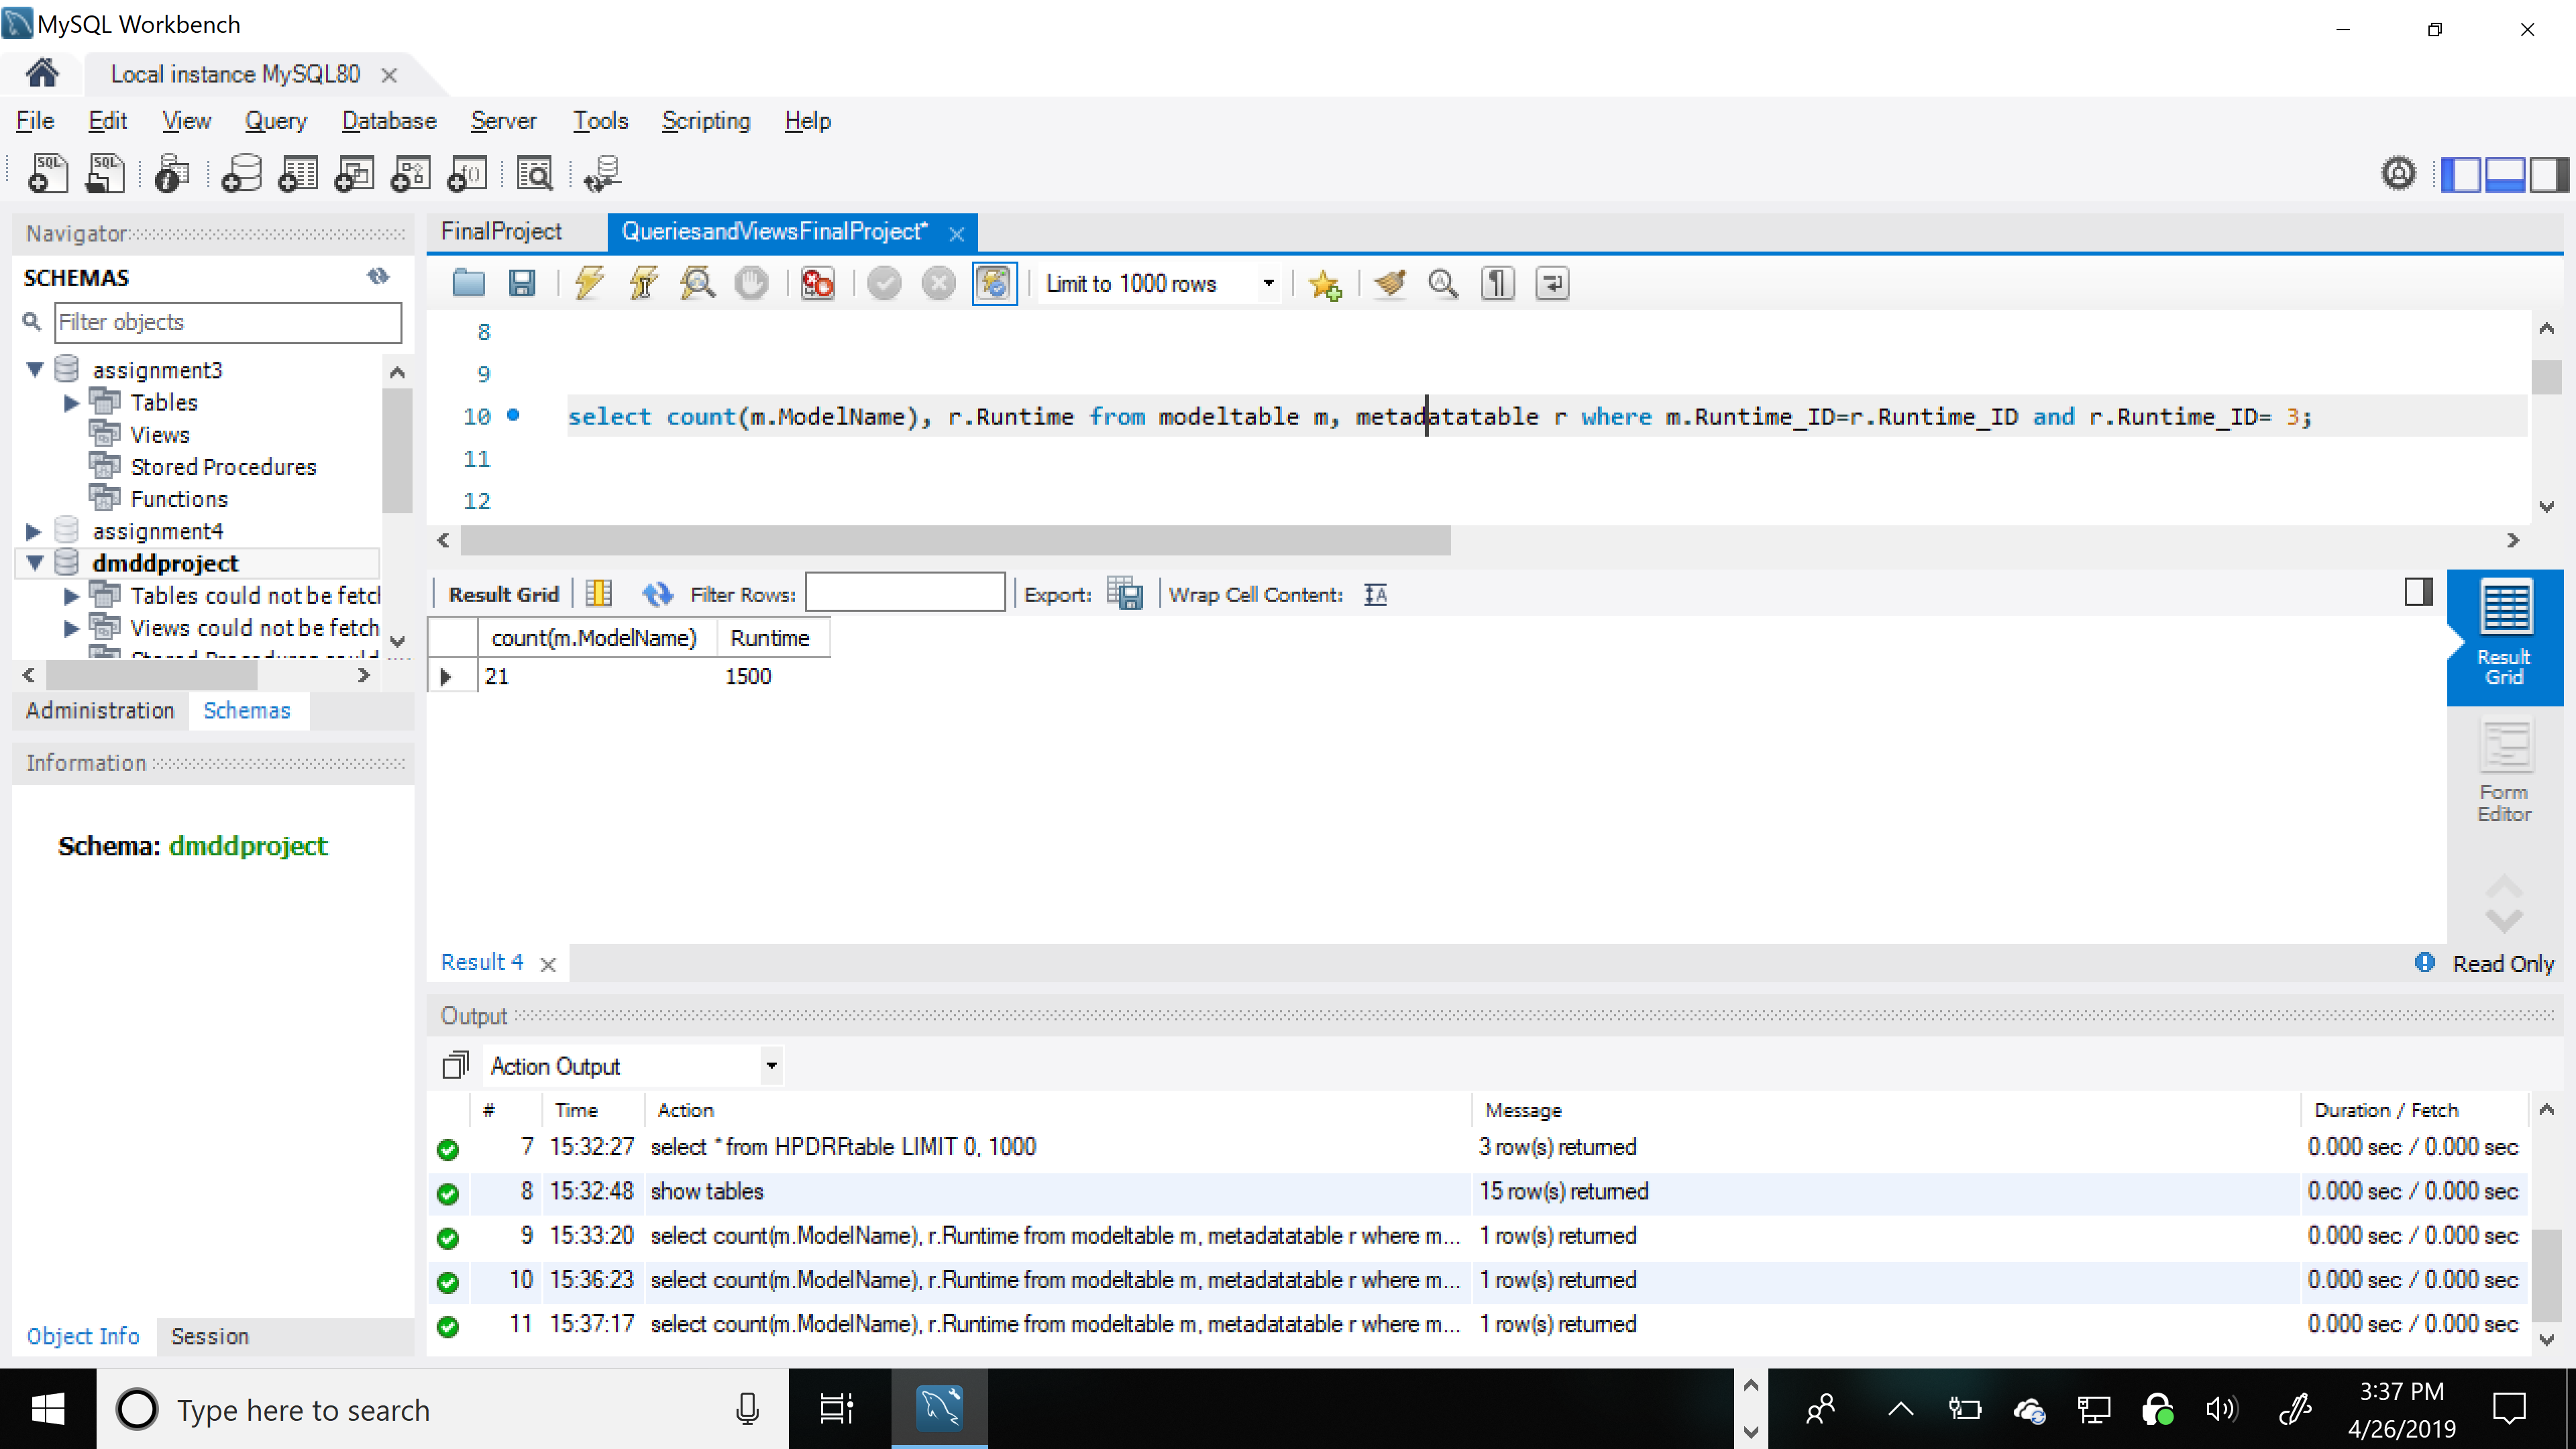 MySQL Workbench
Local instance MySQL80
File Edit View Query Database Server Tools Scripting Help
Navigator
SCHEMAS
Filter objects
assignment3
Tables
Views
Stored Procedures
Functions
assignment4
dmddproject
Tables could not be fetch
Views could not be fetch
Administration Schemas
Information
Schema: dmddproject
Object Info Session
FinalProject QueriesandViewsFinalProject*
Limit to 1000 rows
8
9
10 select count(m.ModelName), r.Runtime from modeltable m, metadatatable r where m.Runtime_ID=r.Runtime_ID and r.Runtime_ID= 3;
11
12
Result Grid Filter Rows: Export: Wrap Cell Content:
count(m.ModelName) Runtime
21 1500
Result Grid
Form Editor
Result 4 Read Only
Output
Action Output
# Time Action Message Duration / Fetch
7 15:32:27 select * from HPDRFtable LIMIT 0, 1000 3 row(s) returned 0.000 sec / 0.000 sec
8 15:32:48 show tables 15 row(s) returned 0.000 sec / 0.000 sec
9 15:33:20 select count(m.ModelName), r.Runtime from modeltable m, metadatatable r where m... 1 row(s) returned 0.000 sec / 0.000 sec
10 15:36:23 select count(m.ModelName), r.Runtime from modeltable m, metadatatable r where m... 1 row(s) returned 0.000 sec / 0.000 sec
11 15:37:17 select count(m.ModelName), r.Runtime from modeltable m, metadatatable r where m... 1 row(s) returned 0.000 sec / 0.000 sec
Type here to search
3:37 PM
4/26/2019